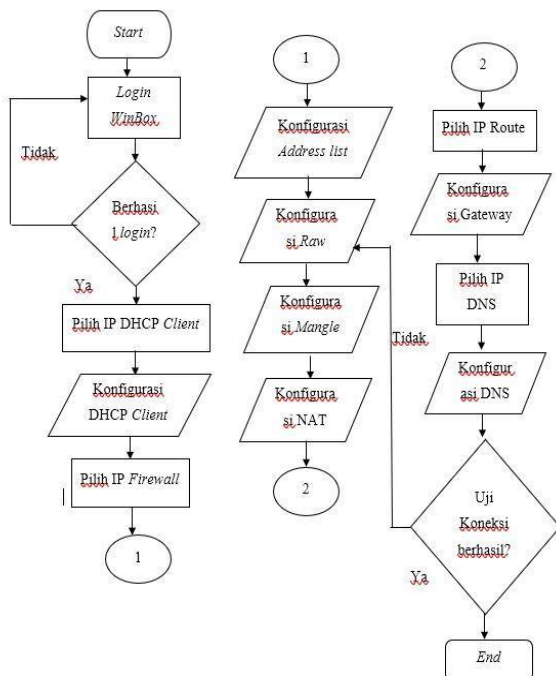 Start
Login
WinBox
Tidak
Berhasi
l login?
Ya
Pilih IP DHCP Client
Konfigurasi
DHCP Client
Pilih IP Firewall
1
1
Konfigurasi
Address list
Konfigura
si Raw
Konfigura
si Mangle
Konfigura
si NAT
2
2
Pilih IP Route
Konfigura
si Gateway
Pilih IP
DNS
Tidak
Konfigur
asi DNS
Uji
Koneksi
berhasil?
Ya
End